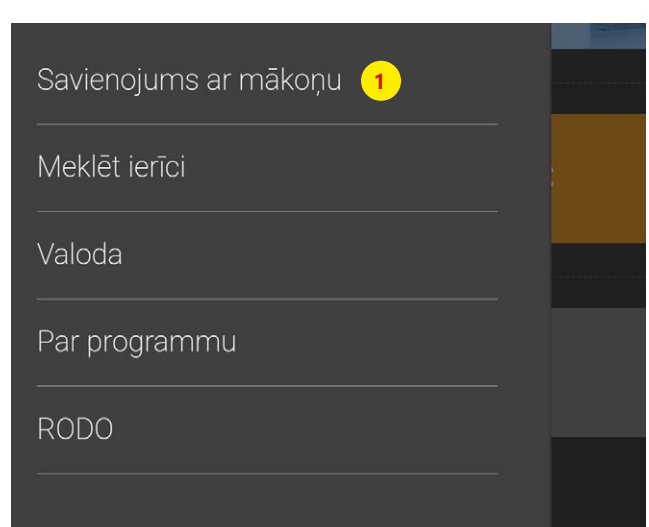 Savienojums ar mākoņu 1
Meklēt ierīci
Valoda
Par programmu
RODO